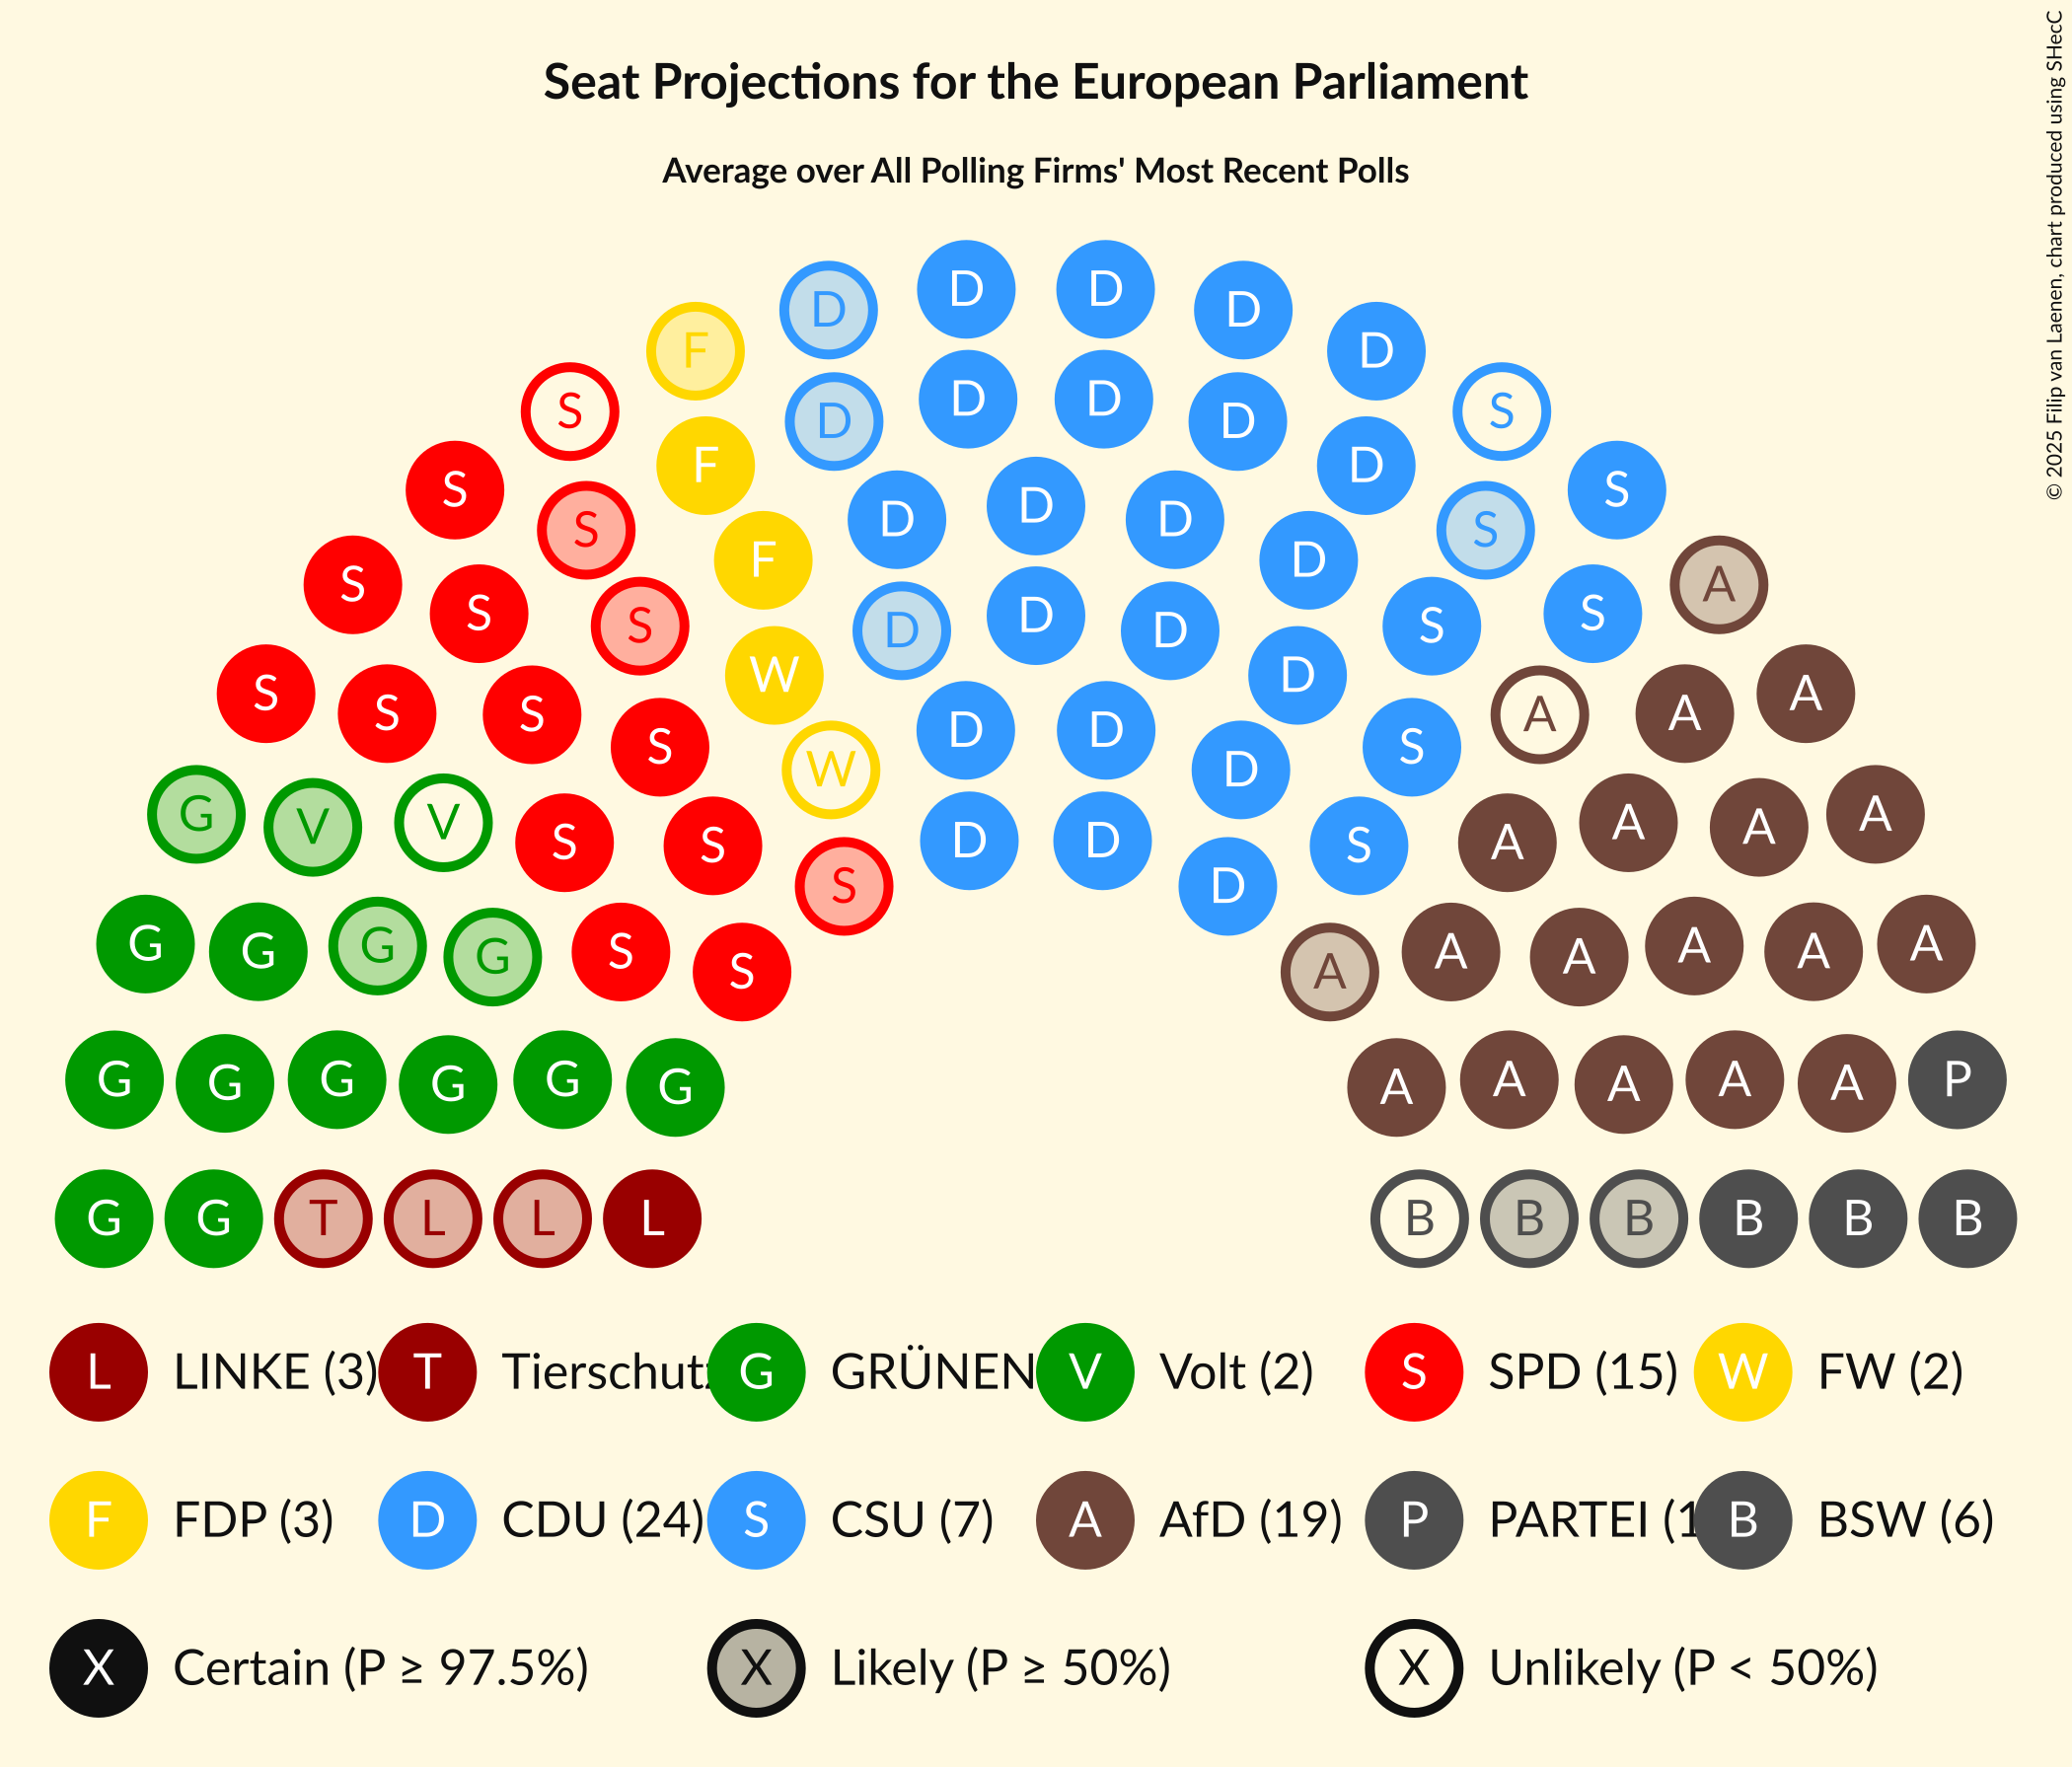 Seat Projections for the European Parliament
Average over All Polling Firms' Most Recent Polls
© 2025 Filip van Laenen, chart produced using SHecC
D D D D
F D
S D D D D S
S F D S
S D D D S
S F D A
S S D D D S S
S W D A
S S S D D S A A
W D
G V V S S D D S A A A A
S D
G G G G S S A A A A A A
G G G G G G A A A A A P
G G T L L L B B B B B B
L LINKE (3) T Tierschutz G GRÜNEN V Volt (2) S SPD (15) W FW (2)
F FDP (3) D CDU (24) S CSU (7) A AfD (19) P PARTEI (1 B BSW (6)
X Certain (P ≥ 97.5%) X Likely (P ≥ 50%) X Unlikely (P < 50%)